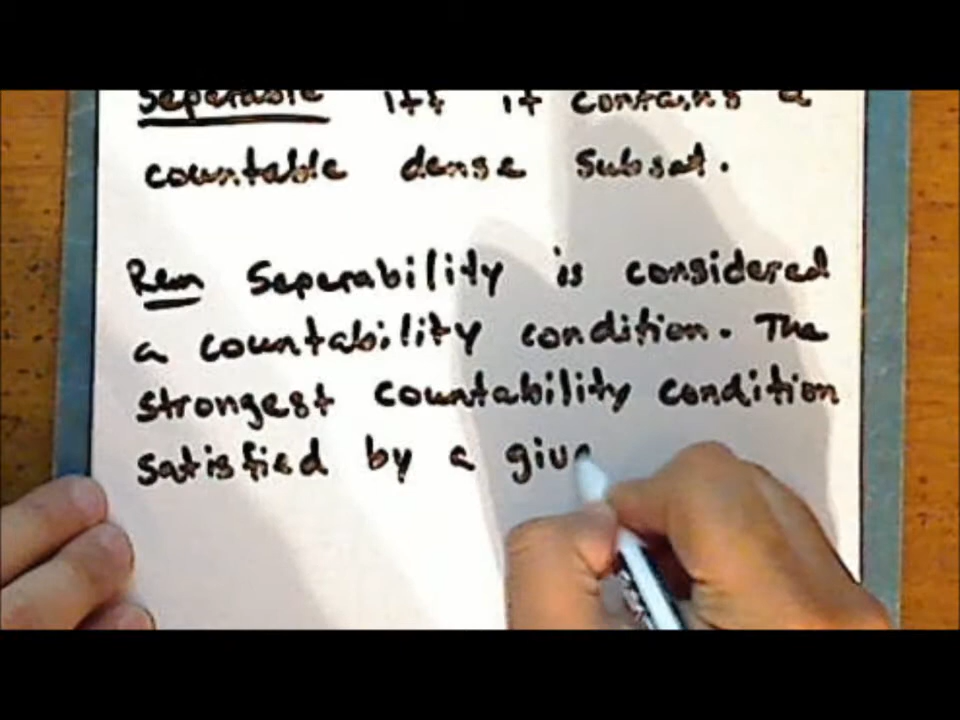 Seperable iff it contains a
countable dense subset.
Rem Seperability is considered
a countability condition. The
strongest countability condition
satisfied by a give